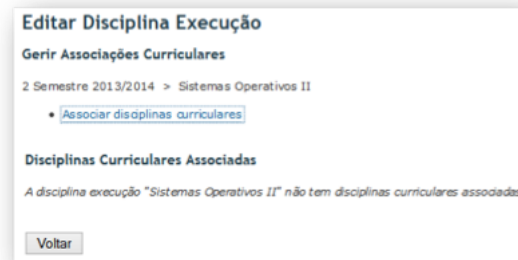 Editar Disciplina Execução
Gerir Associações Curriculares
2 Semestre 2013/2014 > Sistemas Operativos II
Associar disciplinas curriculares
Disciplinas Curriculares Associadas
A disciplina execução "Sistemas Operativos II" não tem disciplinas curriculares associadas
Voltar